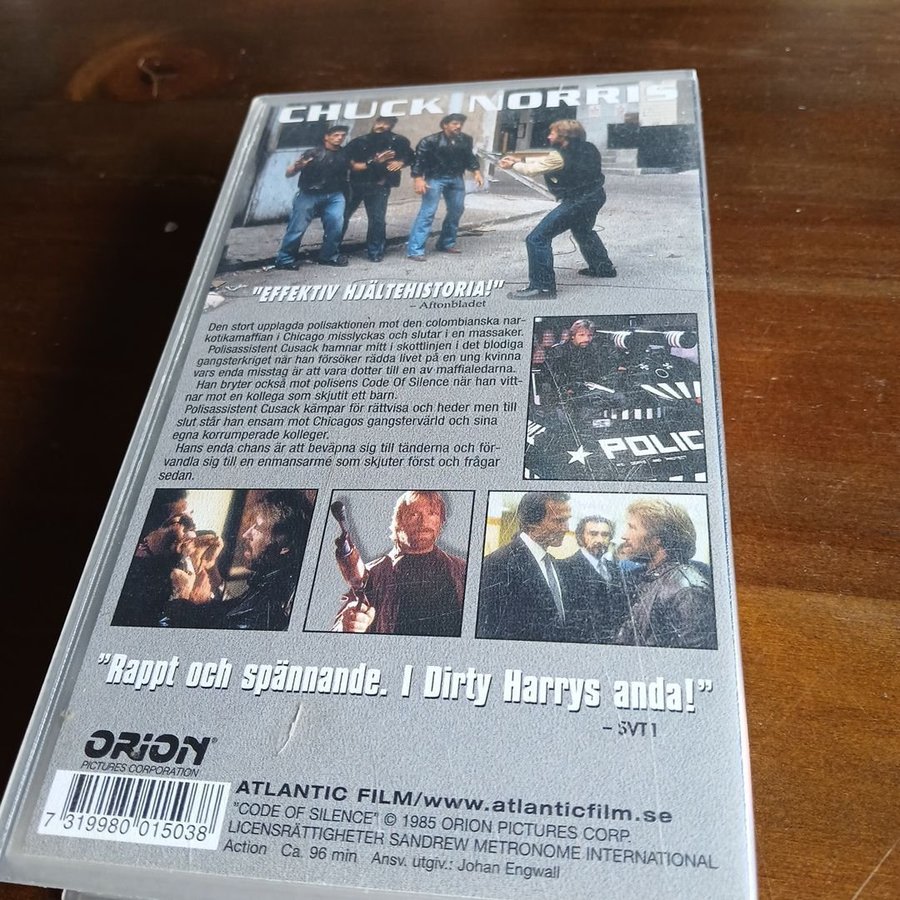 CHUCK NORRIS
"EFFEKTIV HJÄLTEHISTORIA!"
– Aftonbladet
Den stort upplagda polisaktionen mot den colombianska nar-
kotikamaffian i Chicago misslyckas och slutar i en massaker.
Polisassistent Cusack hamnar mitt i skottlinjen i det blodiga
gangsterkriget när han försöker rädda livet på en ung kvinna
vars enda misstag är att vara dotter till en av maffialedarna.
Han bryter också mot polisens Code Of Silence när han vitt-
nar mot en kollega som skjutit ett barn.
Polisassistent Cusack kämpar för rättvisa och heder men till
slut står han ensam mot Chicagos gangstervärld och sina
egna korrumperade kolleger.
Hans enda chans är att beväpna sig till tänderna och för-
vandla sig till en enmansarmé som skjuter först och frågar
sedan.
POLIC
"Rappt och spännande. I Dirty Harrys anda!"
– SVT1
ORION®
PICTURES CORPORATION
7 319980 015038
ATLANTIC FILM/www.atlanticfilm.se
"CODE OF SILENCE" © 1985 ORION PICTURES CORP.
LICENSRÄTTIGHETER SANDREW METRONOME INTERNATIONAL
Action Ca. 96 min Ansv. utgiv.: Johan Engwall